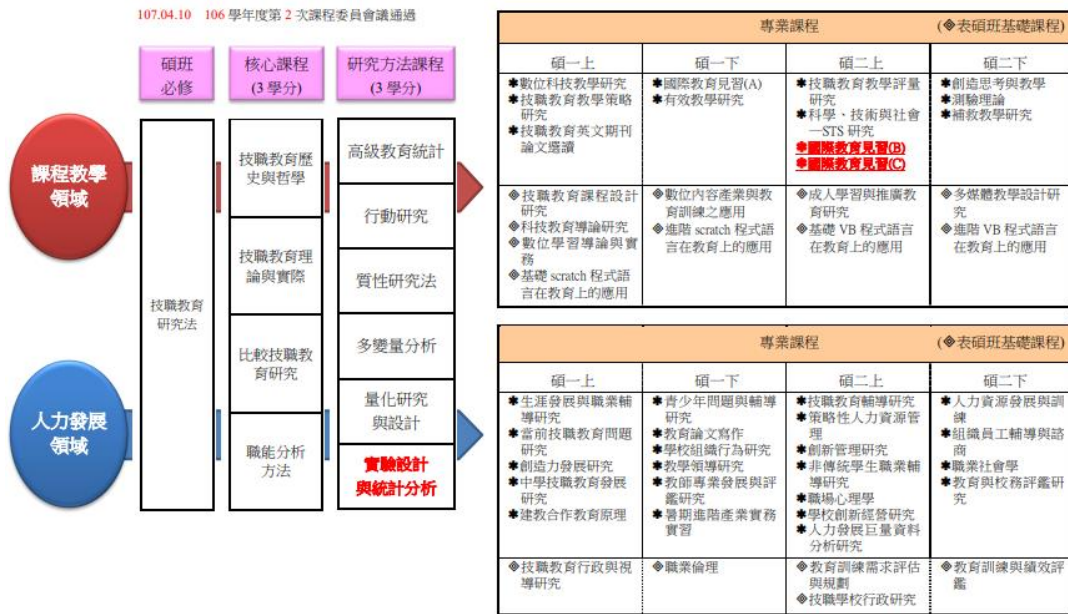 107.04.10 106 學年度第 2 次課程委員會議通過
碩班
必修
核心課程
(3 學分)
研究方法課程
(3 學分)
課程教學
領域
人力發展
領域
技職教育
研究法
技職教育歷
史與哲學
技職教育理
論與實際
比較技職教
育研究
職能分析
方法
高級教育統計
行動研究
質性研究法
多變量分析
量化研究
與設計
實驗設計
與統計分析
專業課程 (◈表碩班基礎課程)
碩一上
碩一下
碩二上
碩二下
✱數位科技教學研究
✱技職教育教學策略
研究
✱技職教育英文期刊
論文選讀
✱國際教育見習(A)
✱有效教學研究
✱技職教育教學評量
研究
✱科學、技術與社會
—STS 研究
✱國際教育見習(B)
✱國際教育見習(C)
✱創造思考與教學
✱測驗理論
✱補救教學研究
◈技職教育課程設計
研究
◈科技教育導論研究
◈數位學習導論與實
務
◈基礎 scratch 程式語
言在教育上的應用
◈數位內容產業與教
育訓練之應用
◈進階 scratch 程式語
言在教育上的應用
◈成人學習與推廣教
育研究
◈基礎 VB 程式語言
在教育上的應用
◈多媒體教學設計研
究
◈進階 VB 程式語言
在教育上的應用
專業課程 (◈表碩班基礎課程)
碩一上
碩一下
碩二上
碩二下
✱生涯發展與職業輔
導研究
✱當前技職教育問題
研究
✱創造力發展研究
✱中學技職教育發展
研究
✱建教合作教育原理
✱青少年問題與輔導
研究
✱教育論文寫作
✱學校組織行為研究
✱教學領導研究
✱教師專業發展與評
鑑研究
✱暑期進階產業實務
實習
✱技職教育輔導研究
✱策略性人力資源管
理
✱創新管理研究
✱非傳統學生職業輔
導研究
✱職場心理學
✱學校創新經營研究
✱人力發展巨量資料
分析研究
✱人力資源發展與訓
練
✱組織員工輔導與諮
商
✱職業社會學
✱教育與校務評鑑研
究
◈技職教育行政與視
導研究
◈職業倫理
◈教育訓練需求評估
與規劃
◈技職學校行政研究
◈教育訓練與績效評
鑑